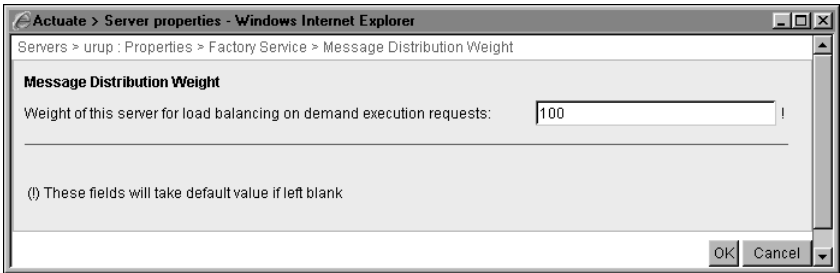 Actuate > Server properties - Windows Internet Explorer
Servers > urup : Properties > Factory Service > Message Distribution Weight
Message Distribution Weight
Weight of this server for load balancing on demand execution requests: 100 !
(!) These fields will take default value if left blank
OK Cancel